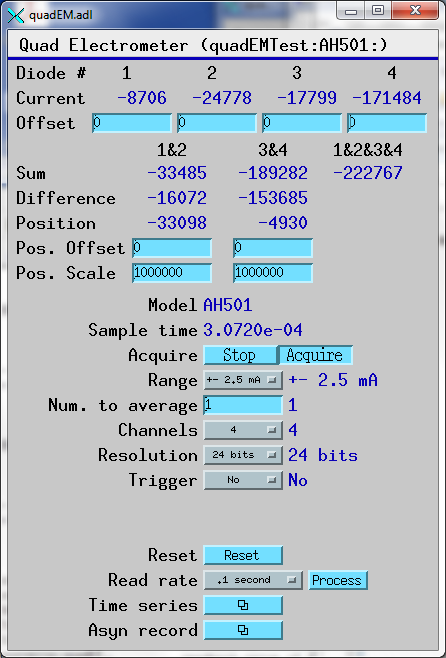 quadEM.adl
Quad Electrometer (quadEMTest:AH501:)
Diode # 1 2 3 4
Current -8706 -24778 -17799 -171484
Offset 0 0 0 0
1&2 3&4 1&2&3&4
Sum -33485 -189282 -222767
Difference -16072 -153685
Position -33098 -4930
Pos. Offset 0 0
Pos. Scale 1000000 1000000
Model AH501
Sample time 3.0720e-04
Acquire Stop Acquire
Range +- 2.5 mA +- 2.5 mA
Num. to average 1 1
Channels 4 4
Resolution 24 bits 24 bits
Trigger No No
Reset Reset
Read rate .1 second Process
Time series
Asyn record